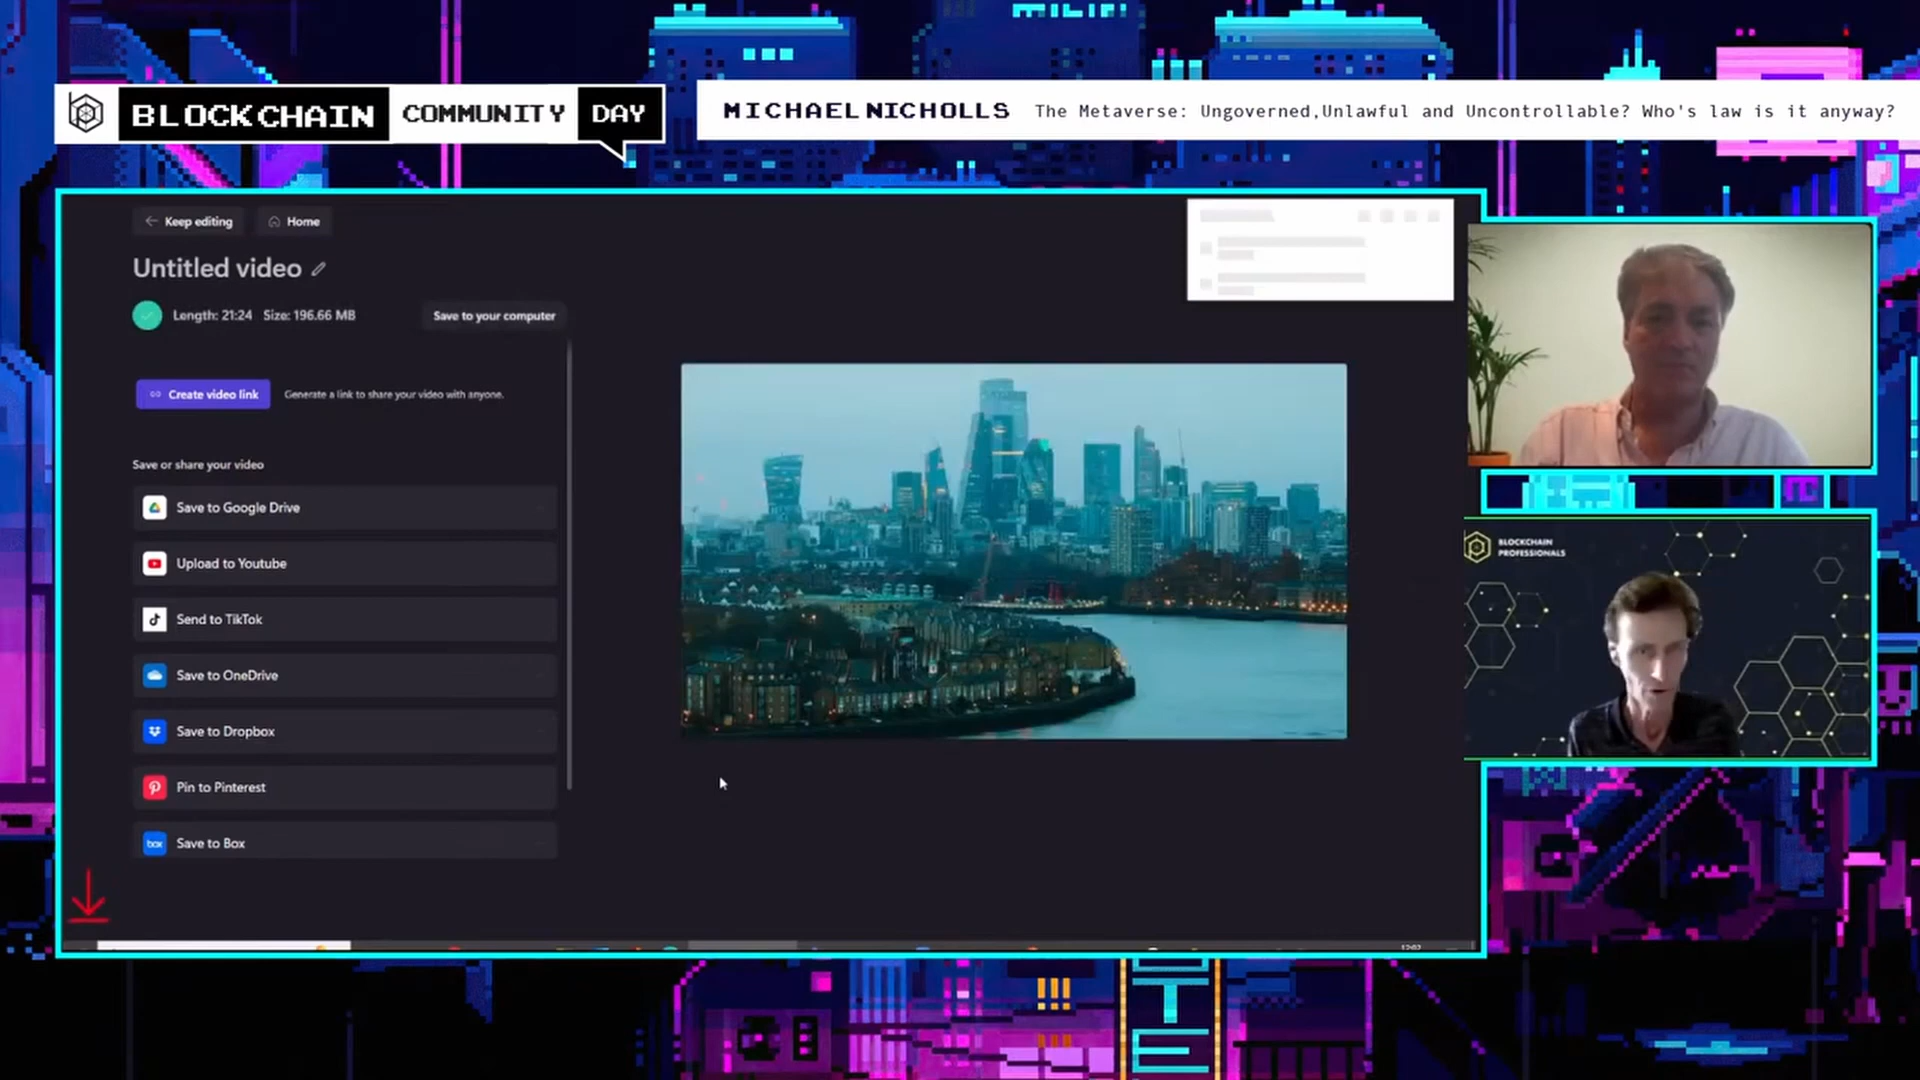 BLOCKCHAIN COMMUNITY DAY
MICHAEL NICHOLLS The Metaverse: Ungoverned,Unlawful and Uncontrollable? Who's law is it anyway?
Keep editing
Home
Untitled video
Length: 21:24 Size: 196.66 MB
Save to your computer
Create video link
Generate a link to share your video with anyone.
Save or share your video
Save to Google Drive
Upload to Youtube
Send to TikTok
Save to OneDrive
Save to Dropbox
Pin to Pinterest
box
Save to Box
BLOCKCHAIN
PROFESSIONALS
T
E